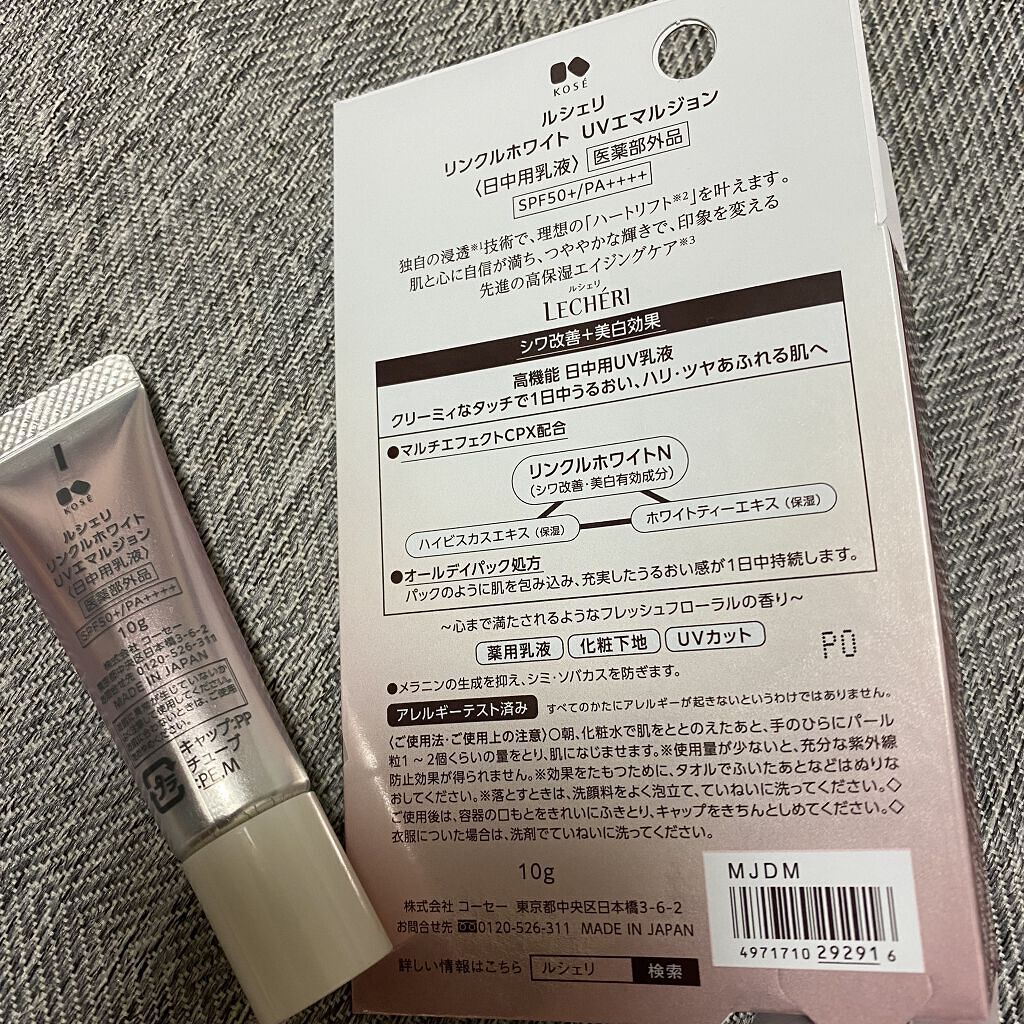 KOSÉ
ルシェリ
リンクルホワイト UVエマルジョン
〈日中用乳液〉 医薬部外品
SPF50+/PA++++
独自の浸透※1技術で、理想の「ハートリフト※2」を叶えます。
肌と心に自信が満ち、つややかな輝きで、印象を変える
先進の高保湿エイジングケア※3
ルシェリ
LECHÉRI
シワ改善+美白効果
高機能 日中用UV乳液
クリーミィなタッチで1日中うるおい、ハリ・ツヤあふれる肌へ
●マルチエフェクトCPX配合
リンクルホワイトN
(シワ改善・美白有効成分)
ハイビスカスエキス(保湿)
ホワイトティーエキス(保湿)
●オールデイパック処方
パックのように肌を包み込み、充実したうるおい感が1日中持続します。
～心まで満たされるようなフレッシュフローラルの香り～
薬用乳液 化粧下地 UVカット
PO
●メラニンの生成を抑え、シミ・ソバカスを防ぎます。
アレルギーテスト済み すべてのかたにアレルギーが起きないというわけではありません。
〈ご使用法・ご使用上の注意〉○朝、化粧水で肌をととのえたあと、手のひらにパール
粒1～2個くらいの量をとり、肌になじませます。※使用量が少ないと、充分な紫外線
防止効果が得られません。※効果をたもつために、タオルでふいたあとなどはぬりな
おしてください。※落とすときは、洗顔料をよく泡立て、ていねいに洗ってください。◇
ご使用後は、容器の口もとをきれいにふきとり、キャップをきちんとしめてください。◇
衣服についた場合は、洗剤でていねいに洗ってください。
10g
MJDM
株式会社 コーセー 東京都中央区日本橋3-6-2
お問合せ先 0120-526-311 MADE IN JAPAN
4971710 29291 6
詳しい情報はこちら ルシェリ 検索
KOSÉ
ルシェリ
リンクルホワイト
UVエマルジョン
〈日中用乳液〉
医薬部外品
SPF50+/PA++++
10g
株式会社 コーセー
東京都中央区日本橋3-6-2
お問合せ先 0120-526-311
MADE IN JAPAN
キャップ:PP
チューブ
:PE,M
プラ